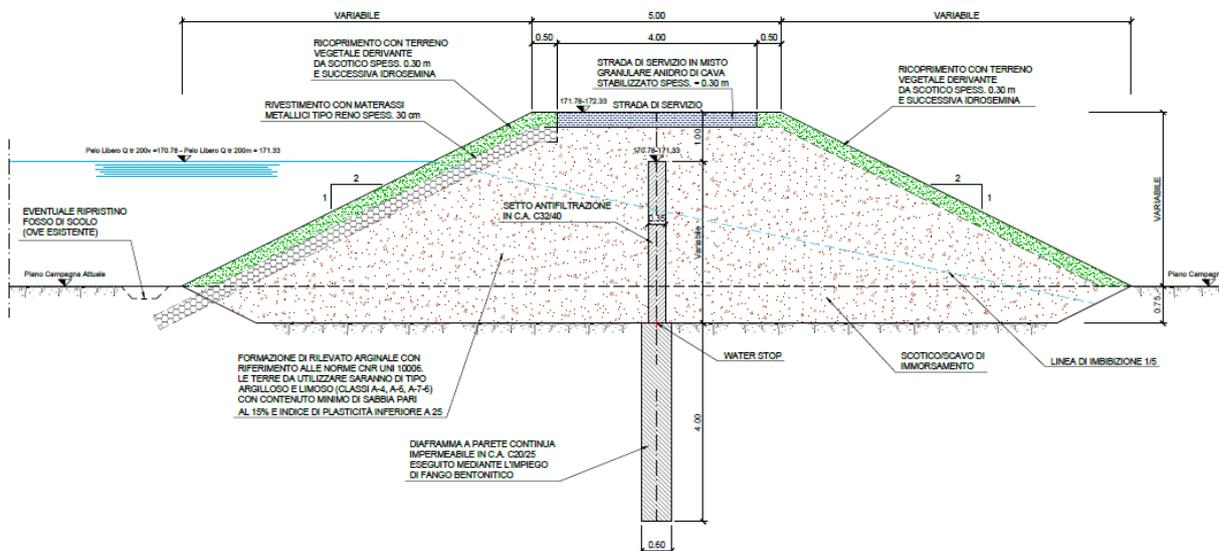 VARIABILE
5.00
VARIABILE
0.50
4.00
0.50
RICOPRIMENTO CON TERRENO
VEGETALE DERIVANTE
DA SCOTICO SPESS. 0.30 m
E SUCCESSIVA IDROSEMINA
STRADA DI SERVIZIO IN MISTO
GRANULARE ANIDRO DI CAVA
STABILIZZATO SPESS. = 0.30 m
RICOPRIMENTO CON TERRENO
VEGETALE DERIVANTE
DA SCOTICO SPESS. 0.30 m
E SUCCESSIVA IDROSEMINA
RIVESTIMENTO CON MATERASSI
METALLICI TIPO RENO SPESS. 30 cm
171.78-172.33
STRADA DI SERVIZIO
1.00
Pelo Libero Q tr 200v =170.78 - Pelo Libero Q tr 200m = 171.33
170.78-171.33
2
1
2
1
VARIABILE
EVENTUALE RIPRISTINO
FOSSO DI SCOLO
(OVE ESISTENTE)
SETTO ANTIFILTRAZIONE
IN C.A. C32/40
0.35
Variabile
Piano Campagna Attuale
Piano Campagn
0.75
FORMAZIONE DI RILEVATO ARGINALE CON
RIFERIMENTO ALLE NORME CNR UNI 10006.
LE TERRE DA UTILIZZARE SARANNO DI TIPO
ARGILLOSO E LIMOSO (CLASSI A-4, A-6, A-7-6)
CON CONTENUTO MINIMO DI SABBIA PARI
AL 15% E INDICE DI PLASTICITÀ INFERIORE A 25
WATER STOP
SCOTICO/SCAVO DI
IMMORSAMENTO
LINEA DI IMBIBIZIONE 1/5
4.00
DIAFRAMMA A PARETE CONTINUA
IMPERMEABILE IN C.A. C20/25
ESEGUITO MEDIANTE L'IMPIEGO
DI FANGO BENTONITICO
0.60